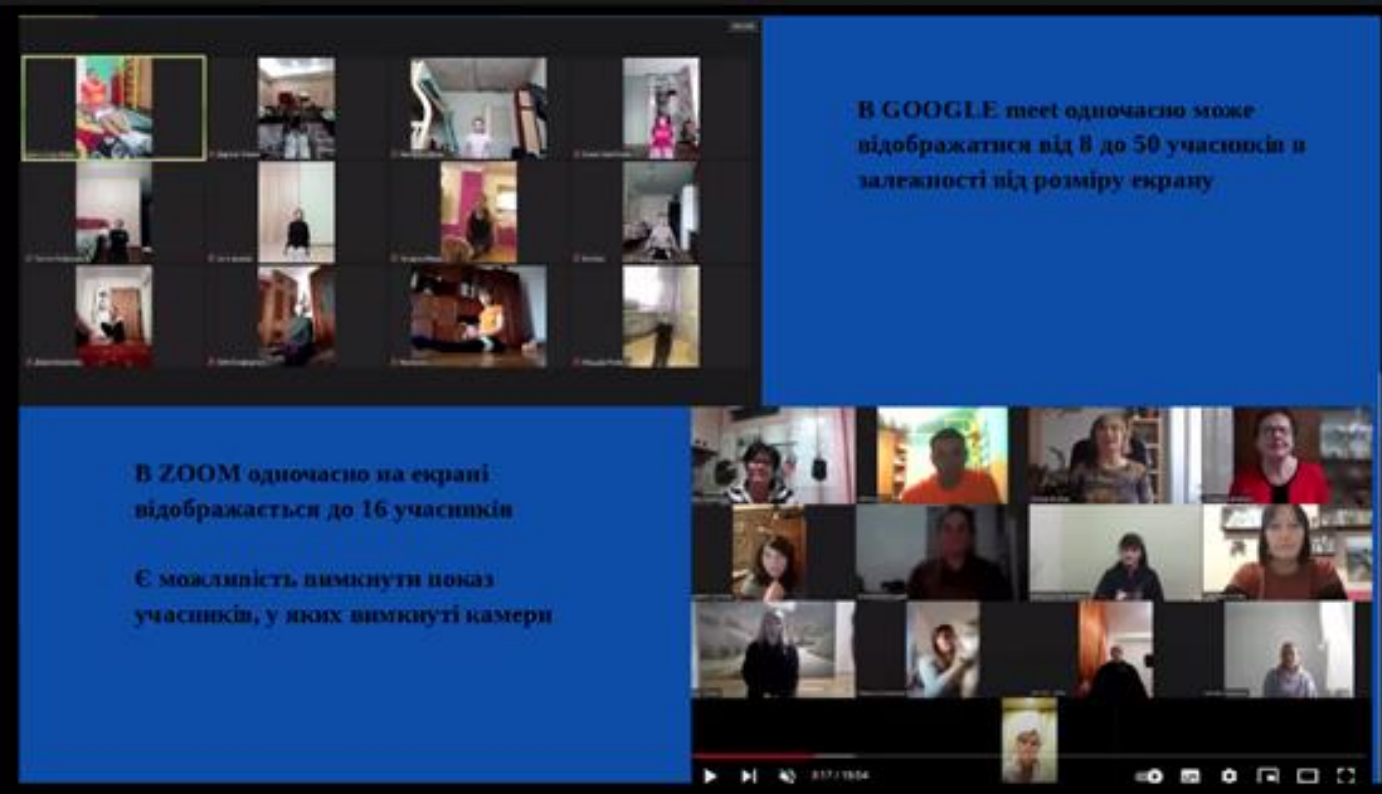 В GOOGLE meet одночасно може
відображатися від 8 до 50 учасників в
залежності від розміру екрану
В ZOOM одночасно на екрані
відображається до 16 учасників
Є можливість вимкнути показ
учасників, у яких вимкнуті камери